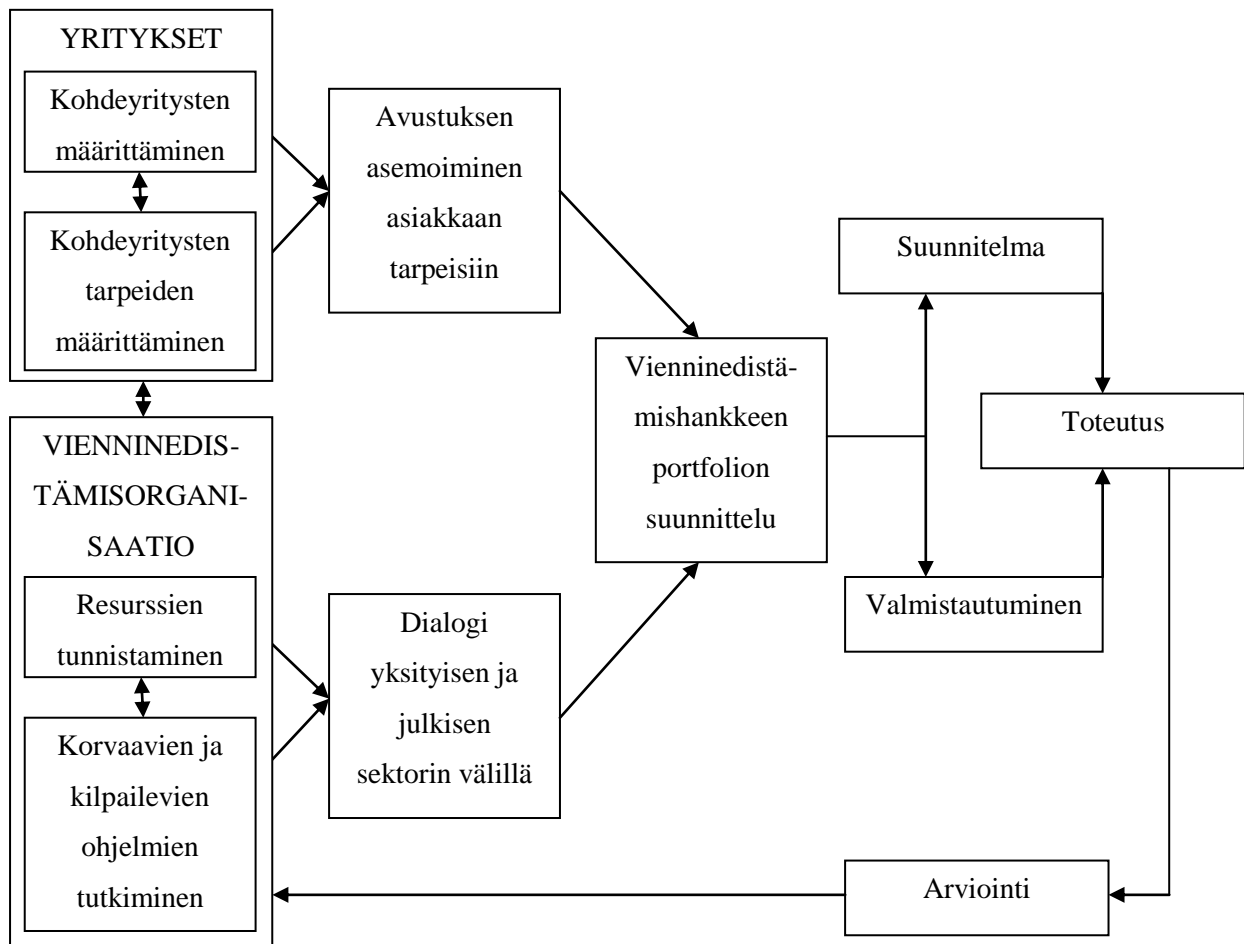 YRITYKSET
Kohdeyritysten
määrittäminen
Kohdeyritysten
tarpeiden
määrittäminen
VIENNINEDIS-
TÄMISORGANI-
SAATIO
Resurssien
tunnistaminen
Korvaavien ja
kilpailevien
ohjelmien
tutkiminen
Avustuksen
asemoiminen
asiakkaan
tarpeisiin
Dialogi
yksityisen ja
julkisen
sektorin välillä
Vienninedistä-
mishankkeen
portfolion
suunnittelu
Suunnitelma
Valmistautuminen
Toteutus
Arviointi